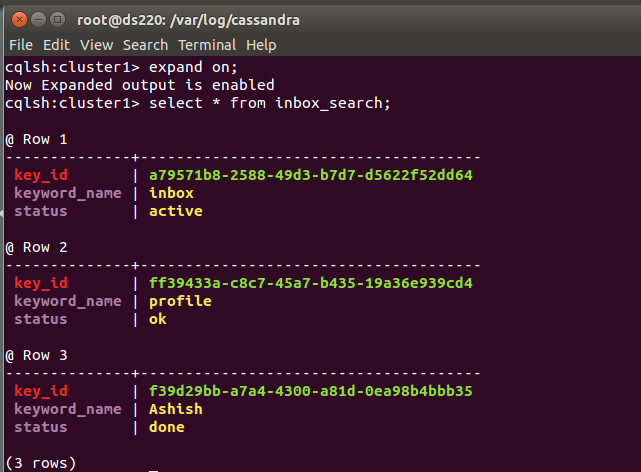 root@ds220: /var/log/cassandra
File Edit View Search Terminal Help
cqlsh:cluster1> expand on;
Now Expanded output is enabled
cqlsh:cluster1> select * from inbox_search;
@ Row 1
--------------+---------------------------------------
key_id | a79571b8-2588-49d3-b7d7-d5622f52dd64
keyword_name | inbox
status | active
@ Row 2
--------------+---------------------------------------
key_id | ff39433a-c8c7-45a7-b435-19a36e939cd4
keyword_name | profile
status | ok
@ Row 3
--------------+---------------------------------------
key_id | f39d29bb-a7a4-4300-a81d-0ea98b4bbb35
keyword_name | Ashish
status | done
(3 rows)